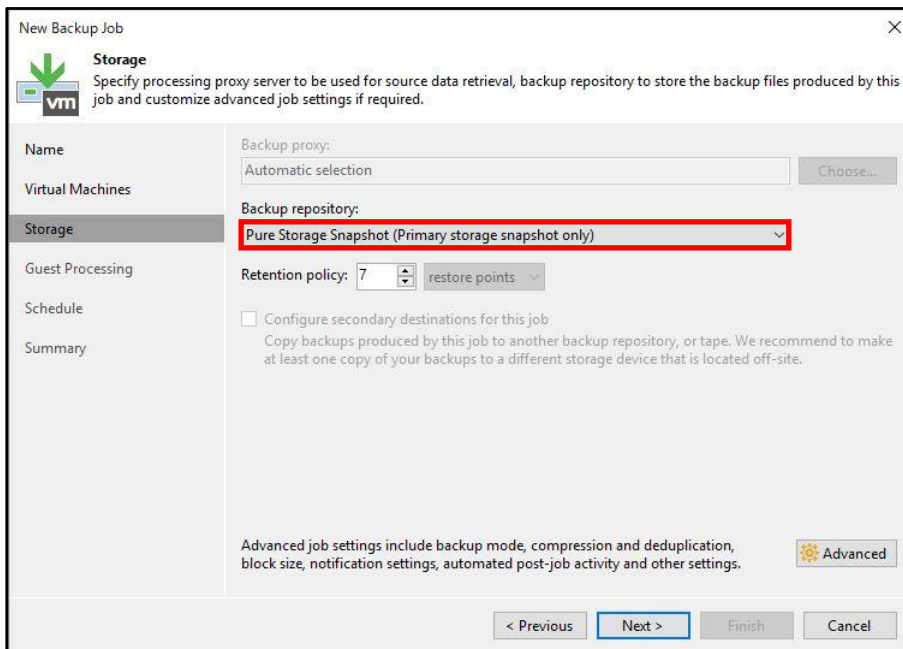 New Backup Job
Storage
Specify processing proxy server to be used for source data retrieval, backup repository to store the backup files produced by this
job and customize advanced job settings if required.
vm
Name
Virtual Machines
Storage
Guest Processing
Schedule
Summary
Backup proxy:
Automatic selection
Choose...
Backup repository:
Pure Storage Snapshot (Primary storage snapshot only)
Retention policy: 7 restore points
Configure secondary destinations for this job
Copy backups produced by this job to another backup repository, or tape. We recommend to make
at least one copy of your backups to a different storage device that is located off-site.
Advanced job settings include backup mode, compression and deduplication,
block size, notification settings, automated post-job activity and other settings.
Advanced
< Previous
Next >
Finish
Cancel